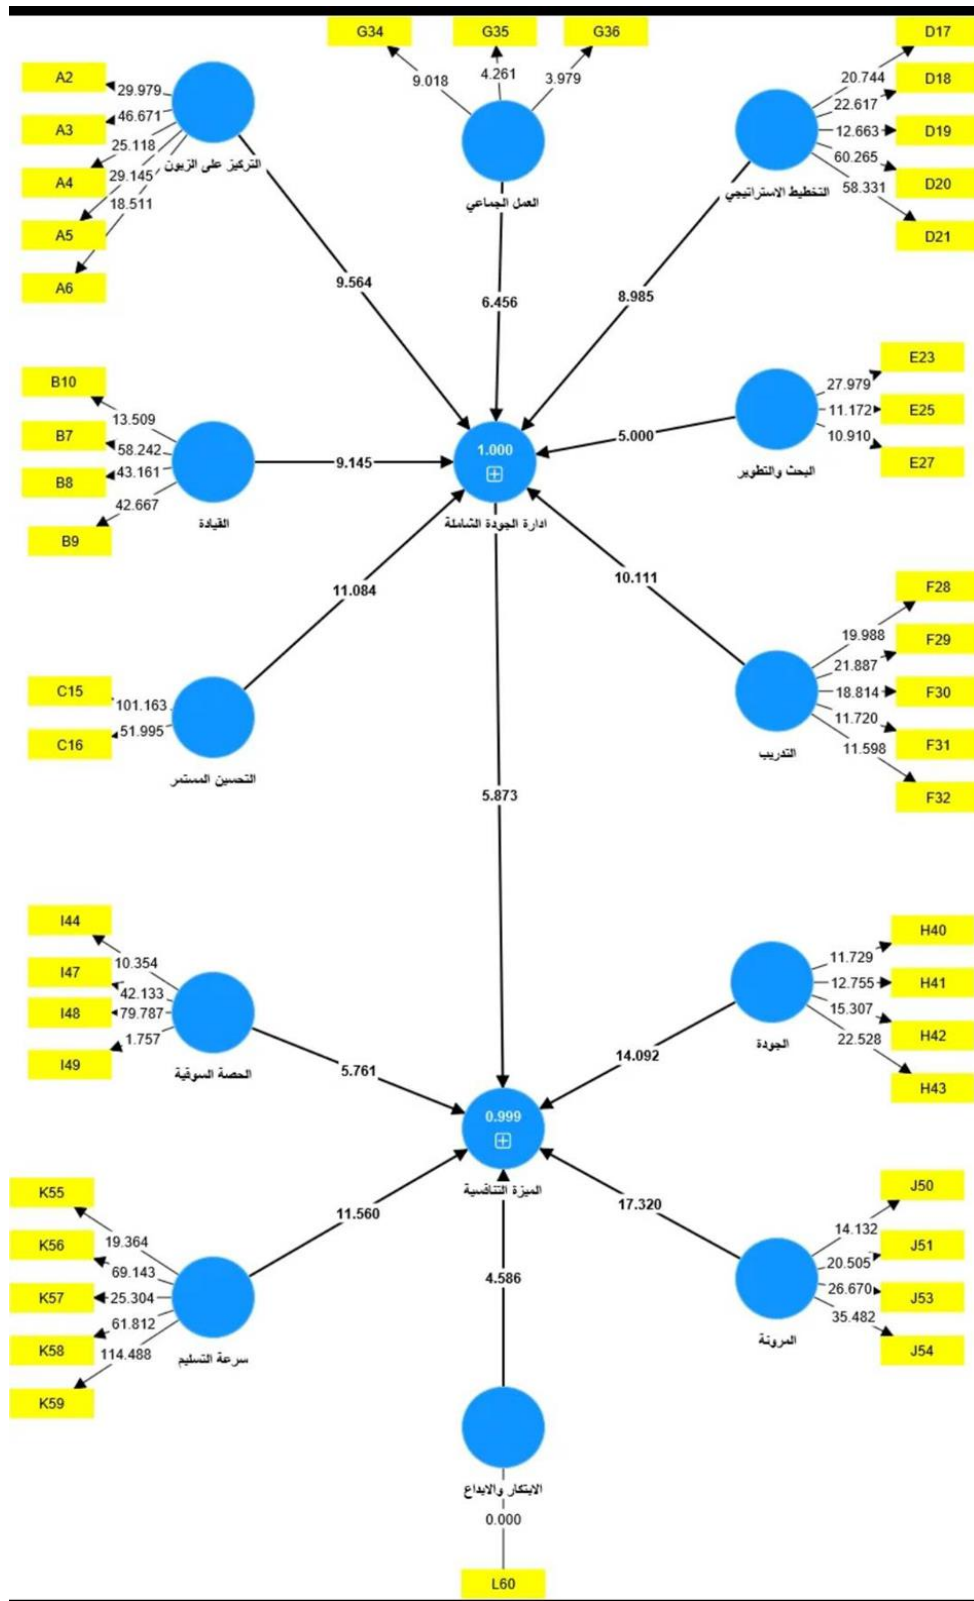 G34
G35
G36
9.018
4.261
3.979
العمل الجماعي
6.456
A2
A3
A4
A5
A6
29.979
46.671
25.118
29.145
18.511
التركيز على الزبون
9.564
D17
D18
D19
D20
D21
20.744
22.617
12.663
60.265
58.331
التخطيط الاستراتيجي
8.985
B10
B7
B8
B9
13.509
58.242
43.161
42.667
القيادة
9.145
1.000
ادارة الجودة الشاملة
E23
E25
E27
27.979
11.172
10.910
البحث والتطوير
5.000
C15
C16
101.163
51.995
التحسين المستمر
11.084
F28
F29
F30
F31
F32
19.988
21.887
18.814
11.720
11.598
التدريب
10.111
5.873
I44
I47
I48
I49
10.354
42.133
79.787
1.757
الحصة السوقية
5.761
H40
H41
H42
H43
11.729
12.755
15.307
22.528
الجودة
14.092
0.999
الميزة التنافسية
K55
K56
K57
K58
K59
19.364
69.143
25.304
61.812
114.488
سرعة التسليم
11.560
J50
J51
J53
J54
14.132
20.505
26.670
35.482
المرونة
17.320
4.586
الابتكار والابداع
0.000
L60